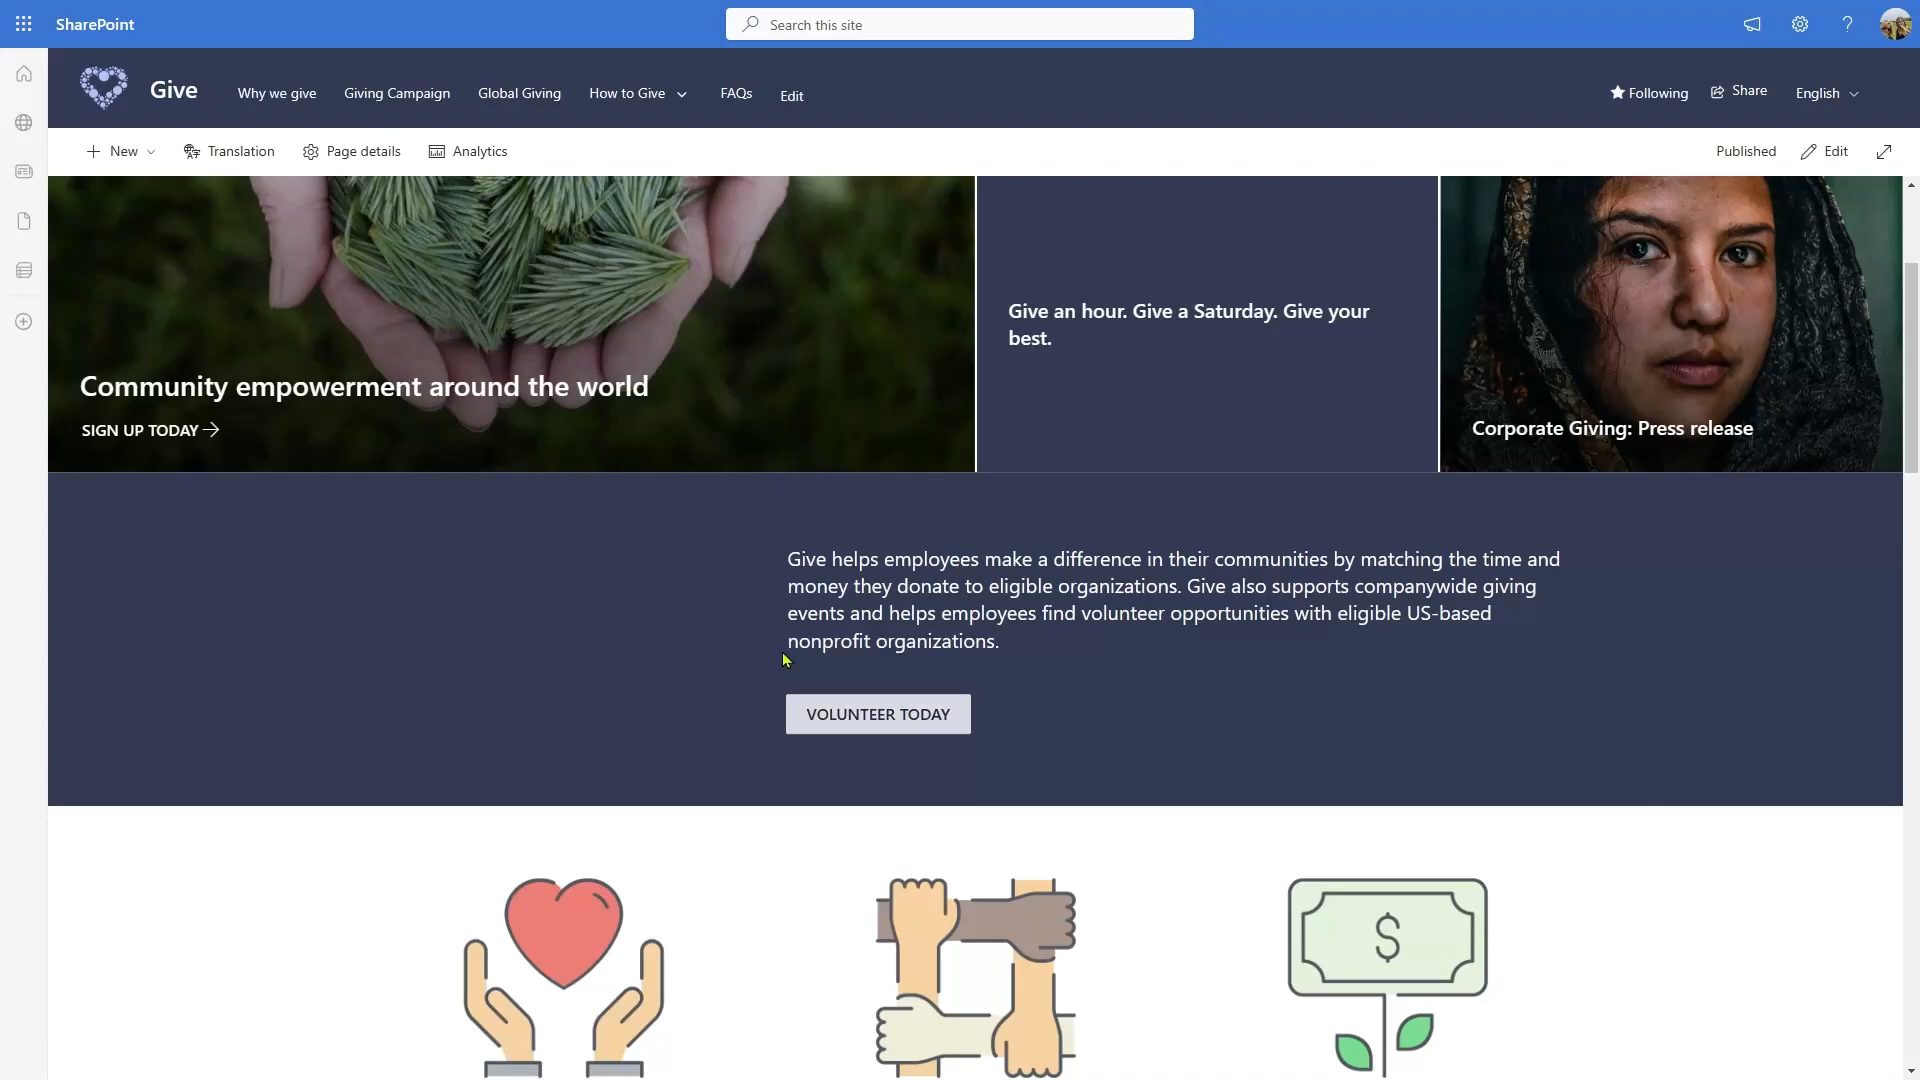 SharePoint
Search this site
Give
Why we give
Giving Campaign
Global Giving
How to Give
FAQs
Edit
Following
Share
English
New
Translation
Page details
Analytics
Published
Edit
Community empowerment around the world
SIGN UP TODAY
Give an hour. Give a Saturday. Give your
best.
Corporate Giving: Press release
Give helps employees make a difference in their communities by matching the time and
money they donate to eligible organizations. Give also supports companywide giving
events and helps employees find volunteer opportunities with eligible US-based
nonprofit organizations.
VOLUNTEER TODAY
$